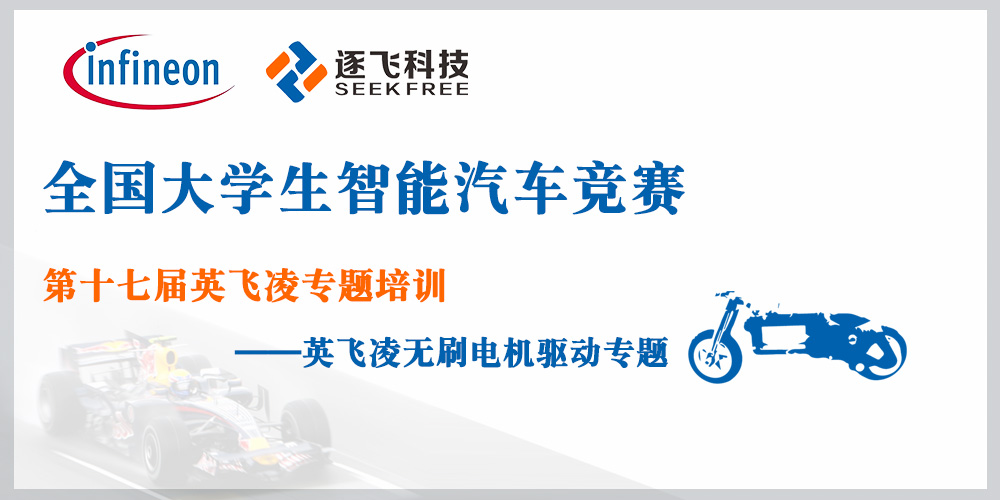 infineon
逐飞科技
SEEKFREE
全国大学生智能汽车竞赛
第十七届英飞凌专题培训
——英飞凌无刷电机驱动专题